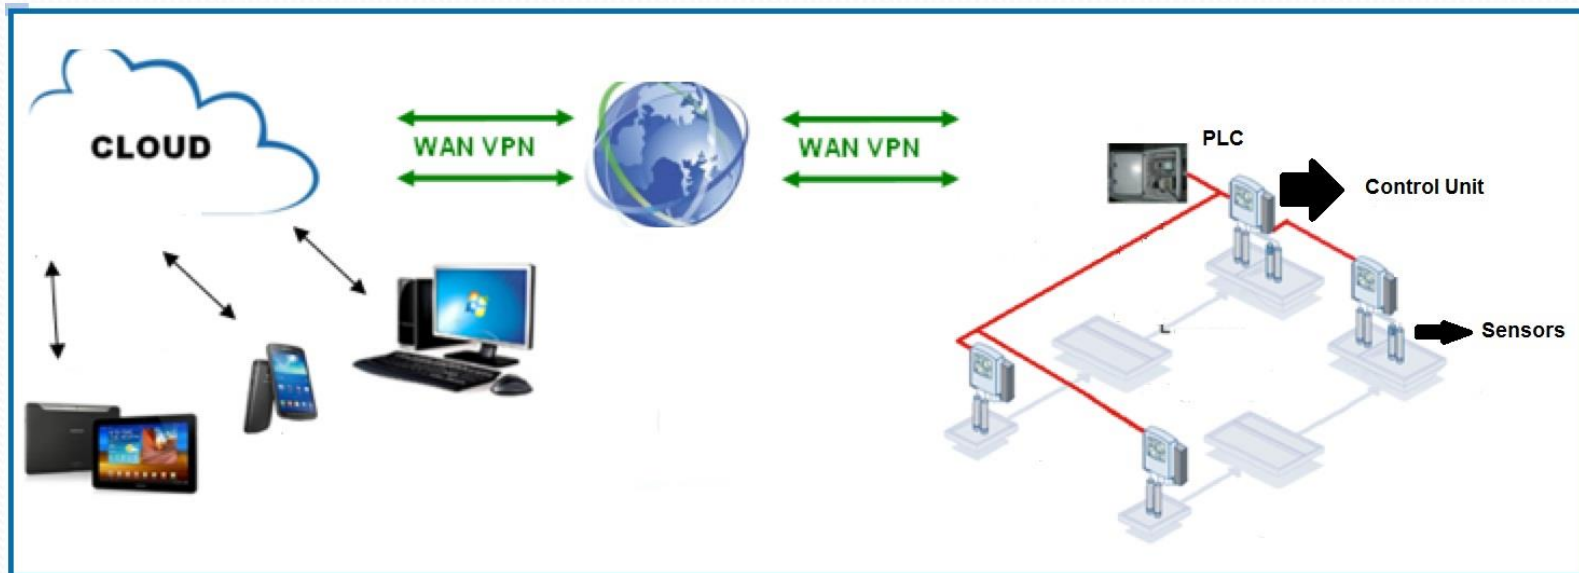 CLOUD
WAN VPN
WAN VPN
PLC
Control Unit
Sensors